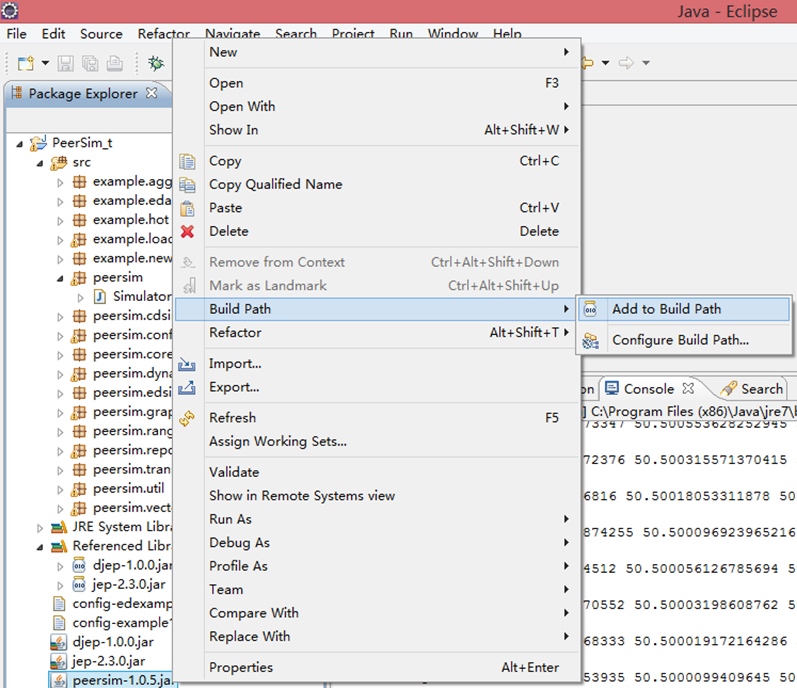 Java - Eclipse
File Edit Source Refactor Navigate Search Project Run Window Help
Package Explorer
PeerSim_t
src
example.agg
example.eda
example.hot
example.load
example.new
peersim
Simulator
peersim.cdsi
peersim.conf
peersim.core
peersim.dyna
peersim.edsi
peersim.grap
peersim.rang
peersim.repo
peersim.tran
peersim.util
peersim.vect
JRE System Libra
Referenced Libr
djep-1.0.0.jar
jep-2.3.0.jar
config-edexamp
config-example
djep-1.0.0.jar
jep-2.3.0.jar
peersim-1.0.5.jar
New
Open F3
Open With
Show In Alt+Shift+W
Copy Ctrl+C
Copy Qualified Name
Paste Ctrl+V
Delete Delete
Remove from Context Ctrl+Alt+Shift+Down
Mark as Landmark Ctrl+Alt+Shift+Up
Build Path
Refactor Alt+Shift+T
Import...
Export...
Refresh F5
Assign Working Sets...
Validate
Show in Remote Systems view
Run As
Debug As
Profile As
Team
Compare With
Replace With
Properties Alt+Enter
Add to Build Path
Configure Build Path...
on Console Search
] C:\Program Files (x86)\Java\jre7\b
73347 50.500553628252945
72376 50.500315571370415
6816 50.50018053311878 50
874255 50.500096923965216
4512 50.500056126785694 5
70552 50.50003198608762 5
68333 50.500019172164286
53935 50.5000099409645 50